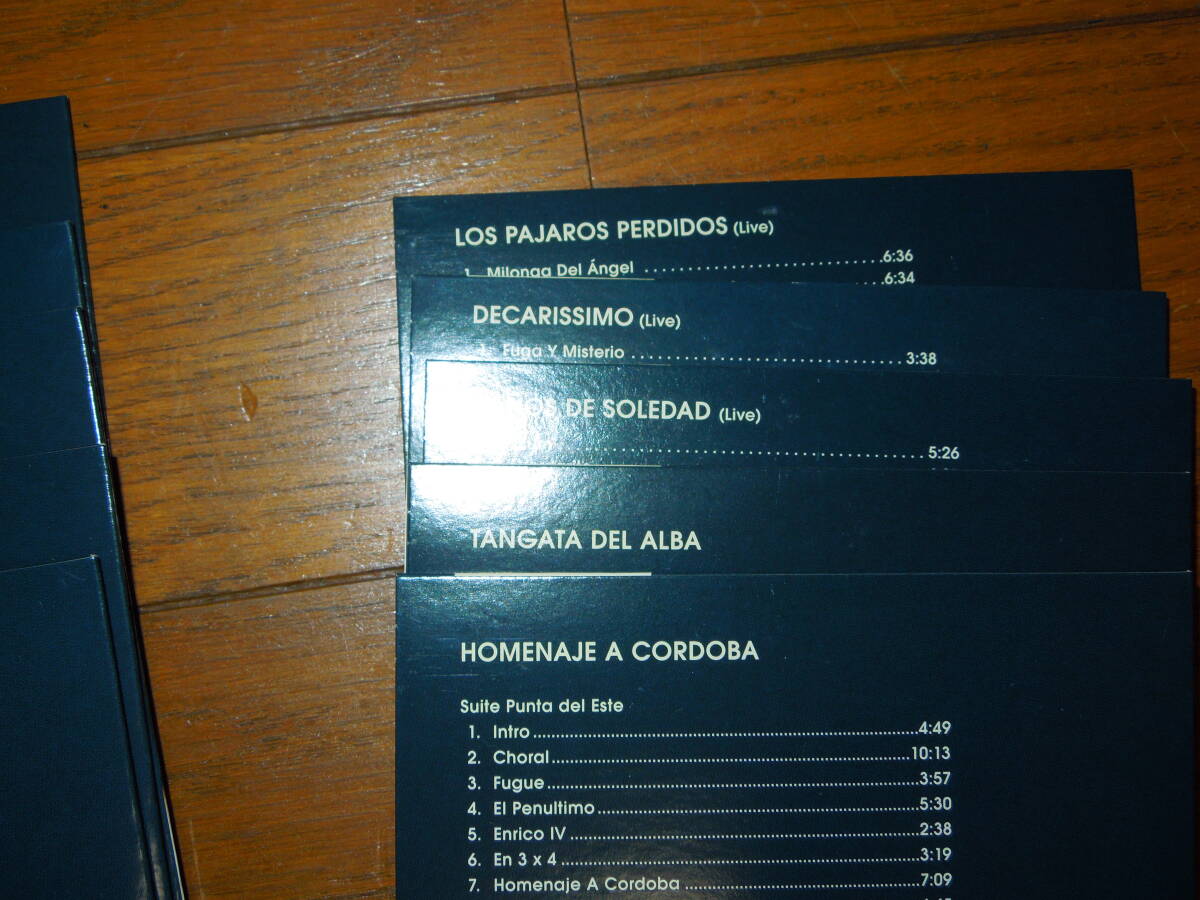 LOS PAJAROS PERDIDOS (Live)
1. Milonga Del Ángel ........................... 6:36
.... 6:34
DECARISSIMO (Live)
1. Fuga Y Misterio ................................ 3:38
DE SOLEDAD (Live)
..................................... 5:26
TANGATA DEL ALBA
HOMENAJE A CORDOBA
Suite Punta del Este
1. Intro ........................................ 4:49
2. Choral ...................................... 10:13
3. Fugue ....................................... 3:57
4. El Penultimo ................................ 5:30
5. Enrico IV ................................... 2:38
6. En 3 x 4 .................................... 3:19
7. Homenaje A Cordoba .......................... 7:09